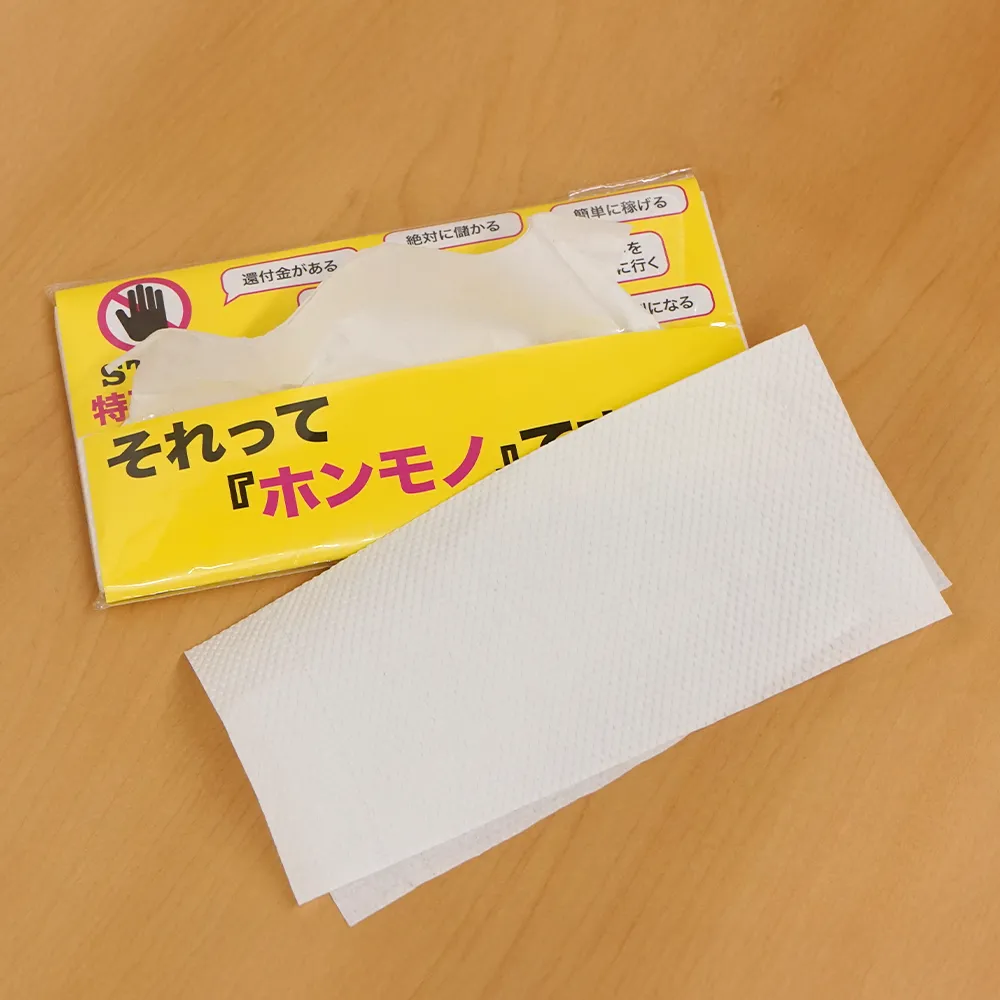 還付金がある
絶対に儲かる
簡単に稼げる
を
に行く
になる
特
それって
『ホンモノ』で